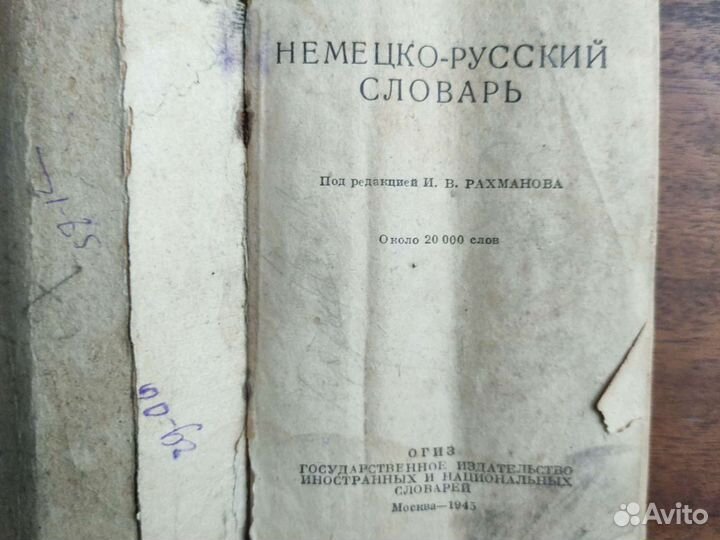 НЕМЕЦКО-РУССКИЙ
СЛОВАРЬ
Под редакцией И. В. РАХМАНОВА
Около 20 000 слов
ОГИЗ
ГОСУДАРСТВЕННОЕ ИЗДАТЕЛЬСТВО
ИНОСТРАННЫХ И НАЦИОНАЛЬНЫХ
СЛОВАРЕЙ
Москва—1945
Avito